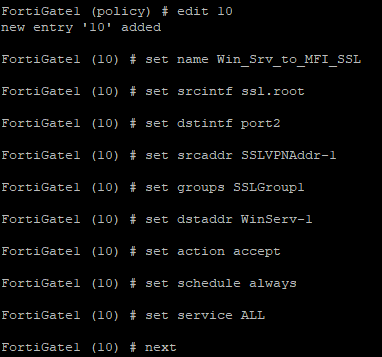 FortiGate1 (policy) # edit 10
new entry '10' added
FortiGate1 (10) # set name Win_Srv_to_MFI_SSL
FortiGate1 (10) # set srcintf ssl.root
FortiGate1 (10) # set dstintf port2
FortiGate1 (10) # set srcaddr SSLVPNAddr-1
FortiGate1 (10) # set groups SSLGroup1
FortiGate1 (10) # set dstaddr WinServ-1
FortiGate1 (10) # set action accept
FortiGate1 (10) # set schedule always
FortiGate1 (10) # set service ALL
FortiGate1 (10) # next